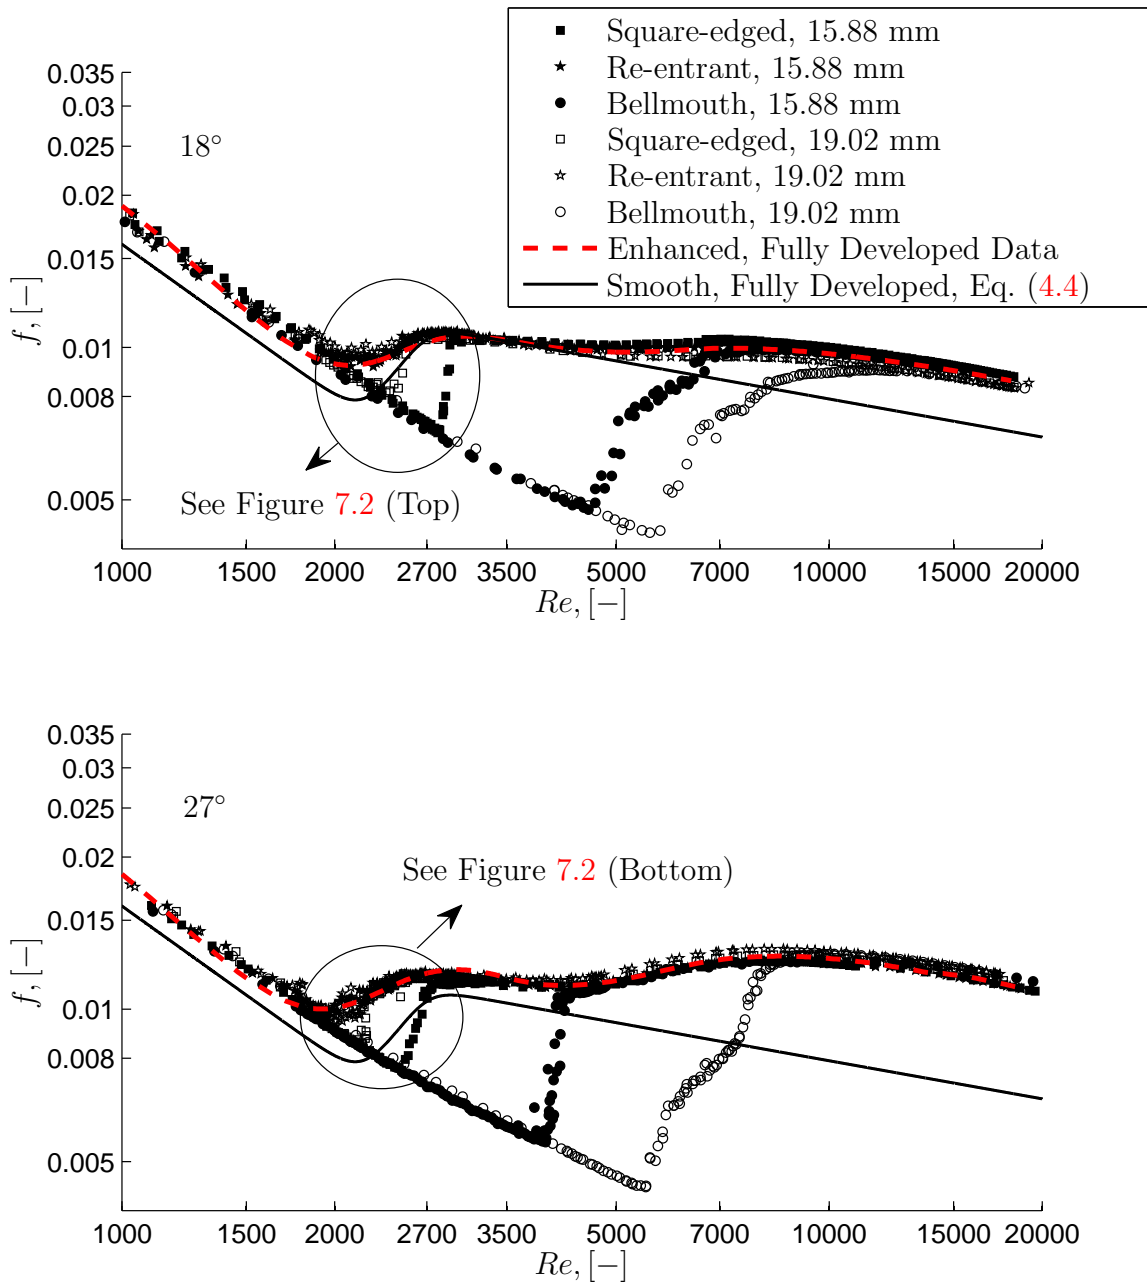 Square-edged, 15.88 mm
Re-entrant, 15.88 mm
Bellmouth, 15.88 mm
Square-edged, 19.02 mm
Re-entrant, 19.02 mm
Bellmouth, 19.02 mm
Enhanced, Fully Developed Data
Smooth, Fully Developed, Eq. (4.4)
0.035
0.03
0.025
0.02
0.015
0.01
0.008
0.005
f, [−]
18°
See Figure 7.2 (Top)
1000 1500 2000 2700 3500 5000 7000 10000 15000 20000
Re, [−]
0.035
0.03
0.025
0.02
0.015
0.01
0.008
0.005
f, [−]
27°
See Figure 7.2 (Bottom)
1000 1500 2000 2700 3500 5000 7000 10000 15000 20000
Re, [−]